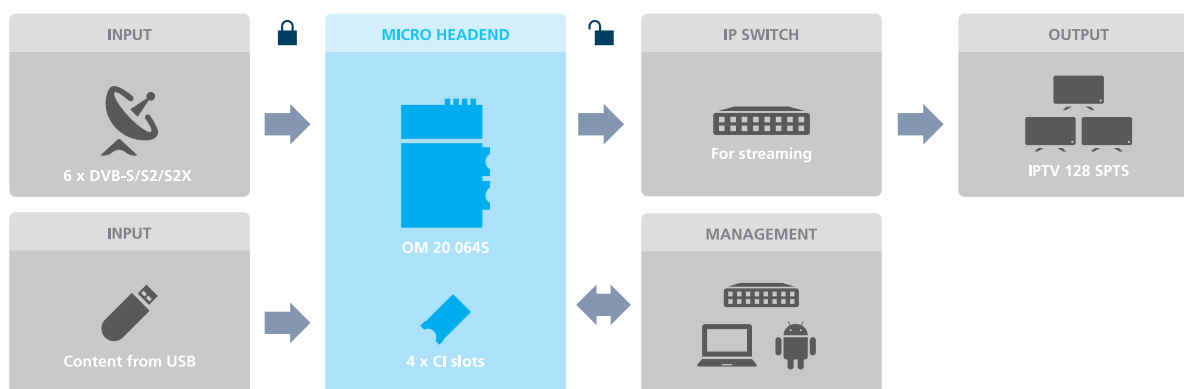 INPUT
6 x DVB-S/S2/S2X
INPUT
Content from USB
MICRO HEADEND
OM 20 064S
4 x CI slots
IP SWITCH
For streaming
MANAGEMENT
OUTPUT
IPTV 128 SPTS